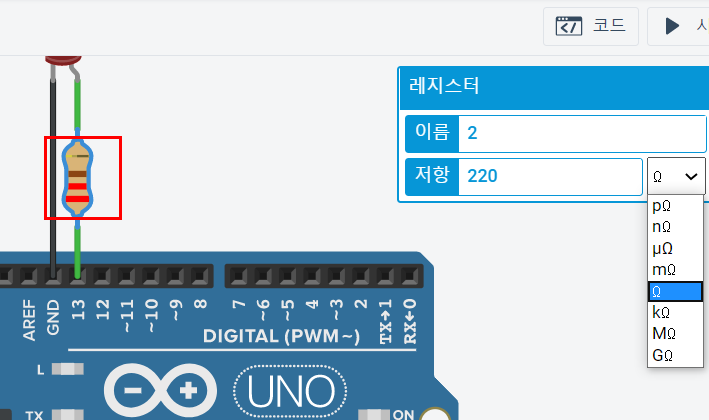 코드
레지스터
이름 2
저항 220 Ω
pΩ
nΩ
µΩ
mΩ
Ω
kΩ
MΩ
GΩ
AREF
GND
13
12
~11
~10
~9
8
7
~6
~5
4
~3
2
TX→1
RX←0
DIGITAL (PWM~)
L
UNO
TX
ON